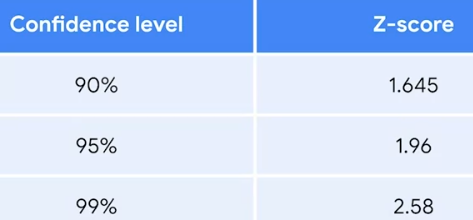 Confidence level Z-score
90% 1.645
95% 1.96
99% 2.58